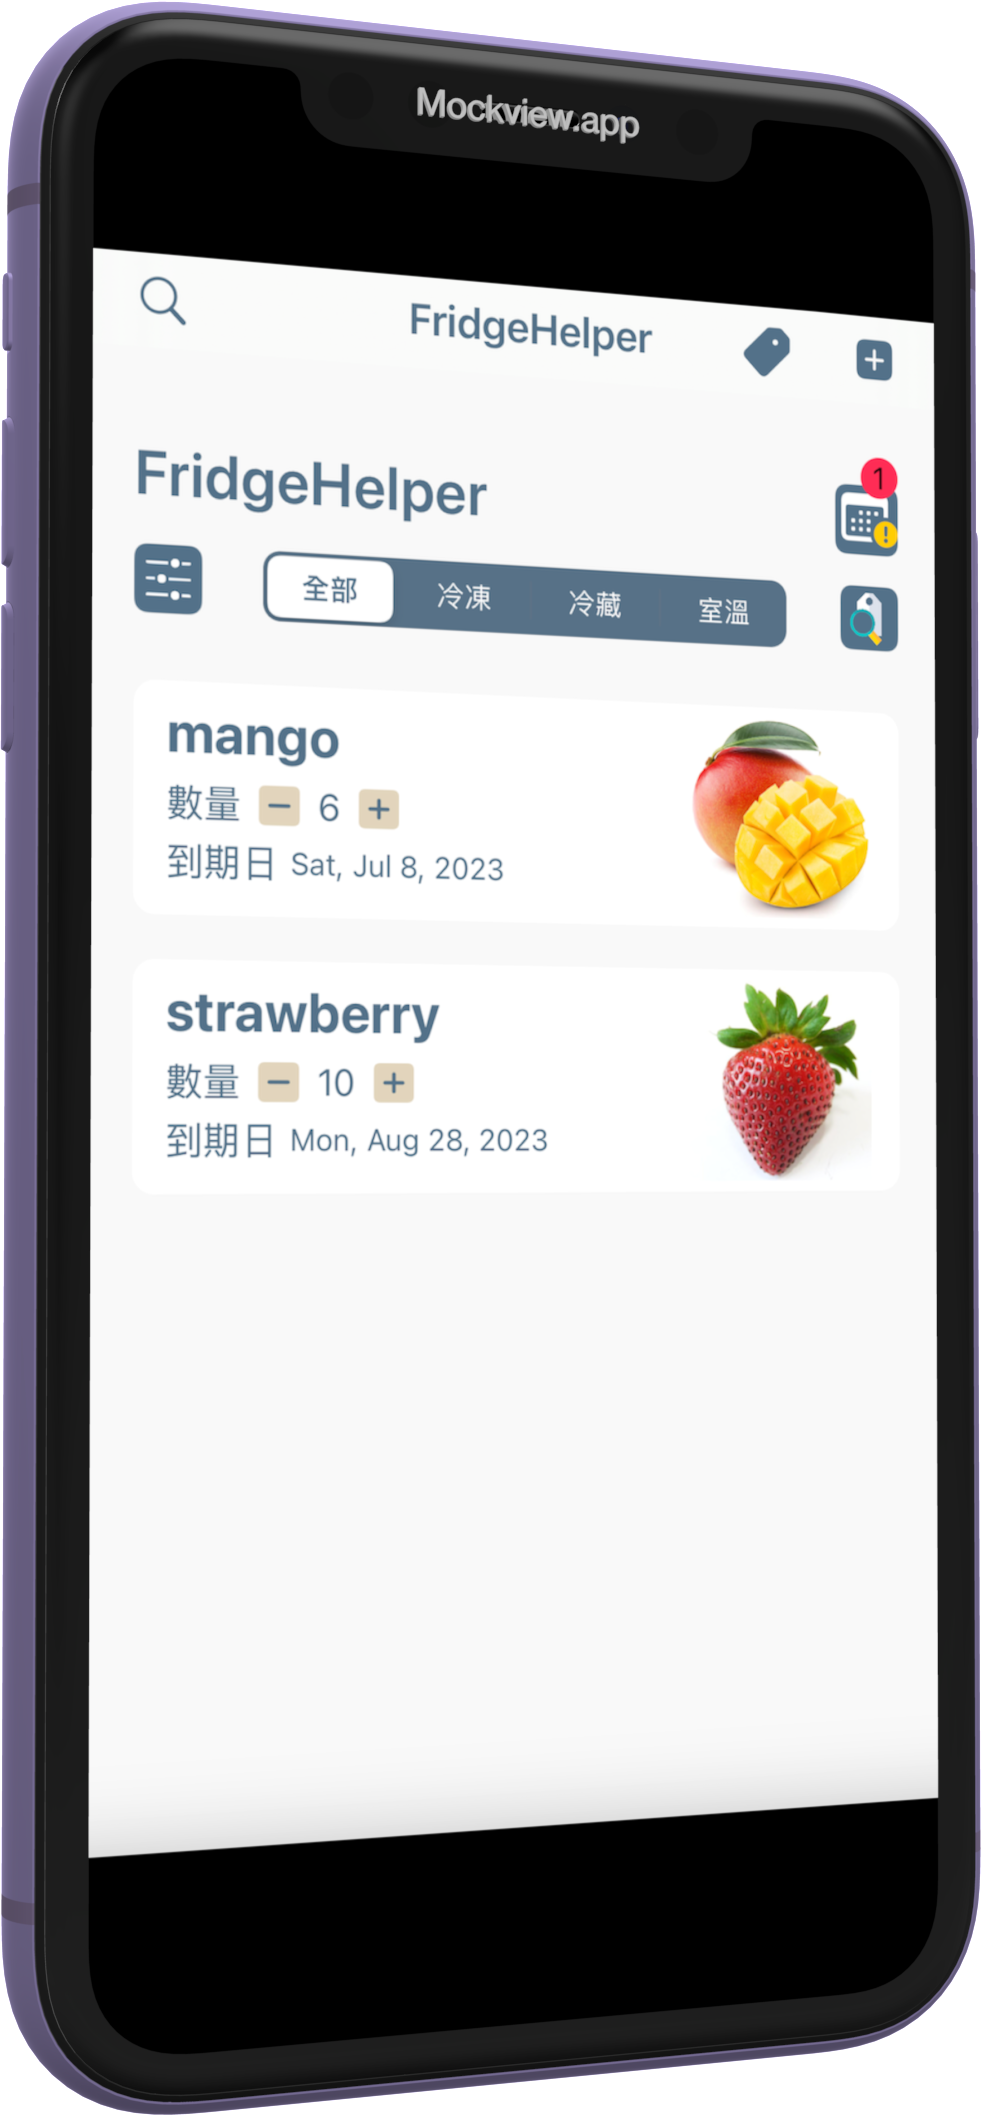 Mockview.app
FridgeHelper
FridgeHelper
1
全部 冷凍 冷藏 室溫
mango
數量 − 6 +
到期日 Sat, Jul 8, 2023
strawberry
數量 − 10 +
到期日 Mon, Aug 28, 2023